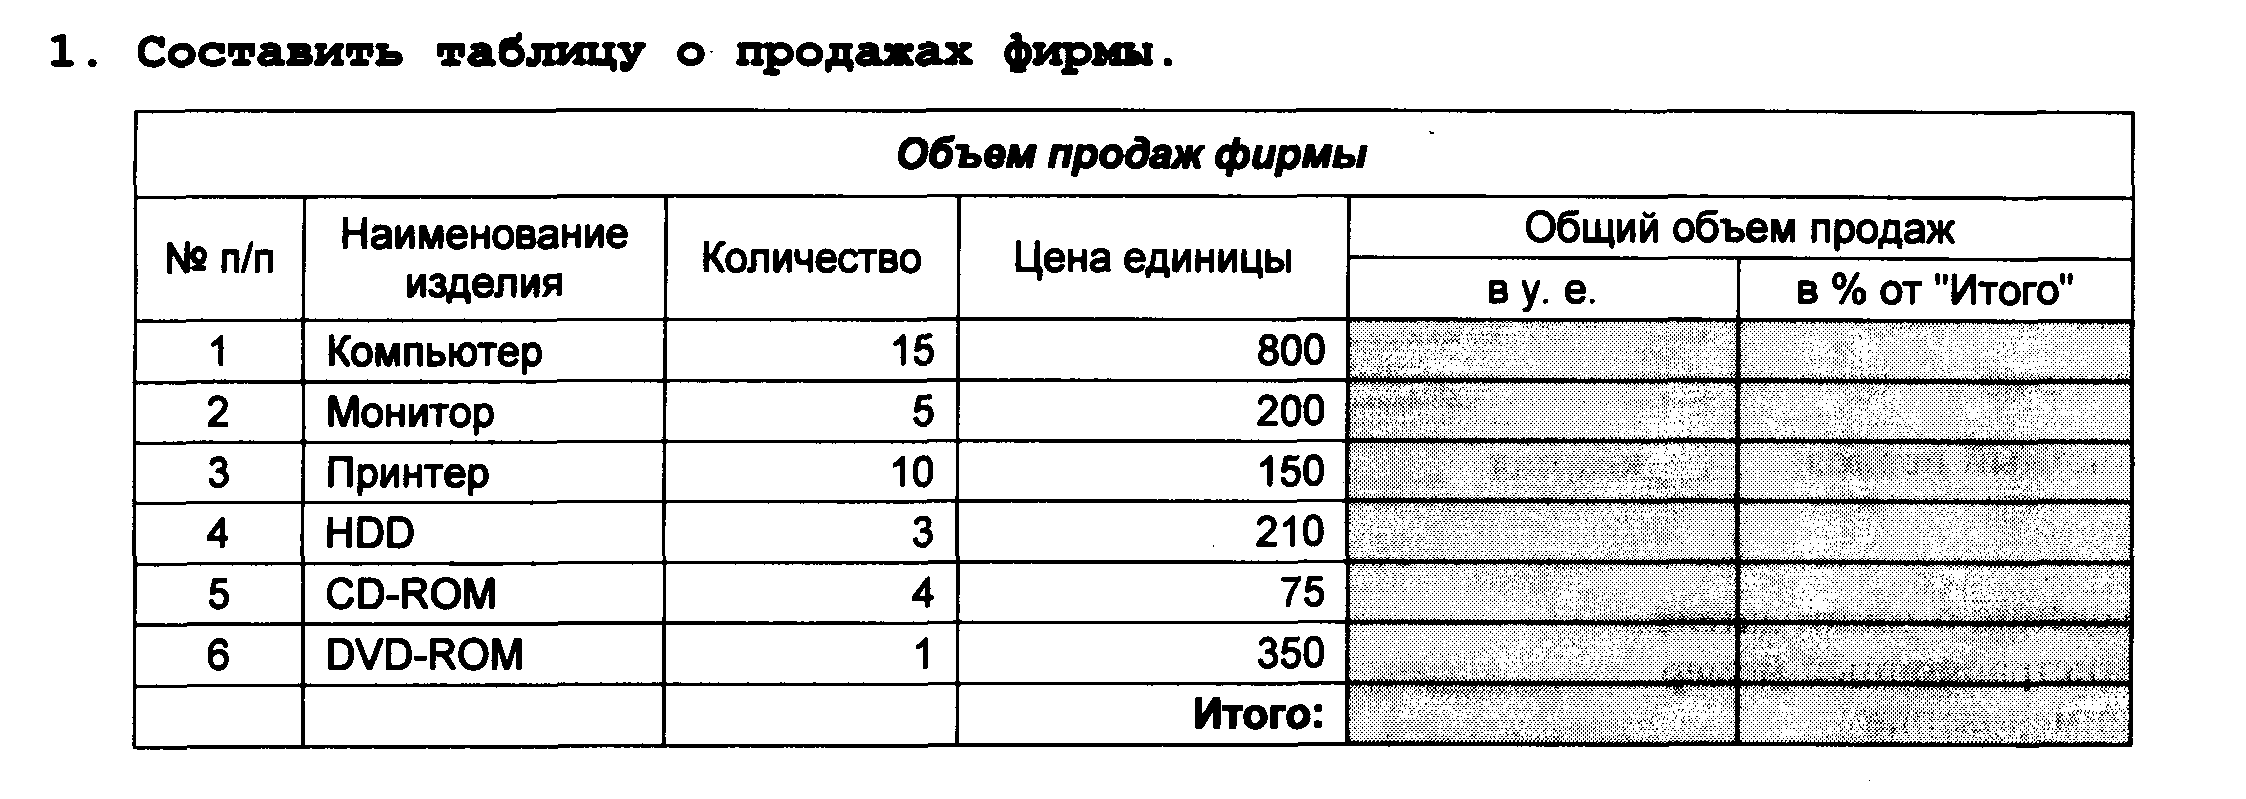 1. Составить таблицу о продажах фирмы.
Объем продаж фирмы
№ п/п Наименование изделия Количество Цена единицы Общий объем продаж
в у. е. в % от "Итого"
1 Компьютер 15 800
2 Монитор 5 200
3 Принтер 10 150
4 HDD 3 210
5 CD-ROM 4 75
6 DVD-ROM 1 350
Итого: